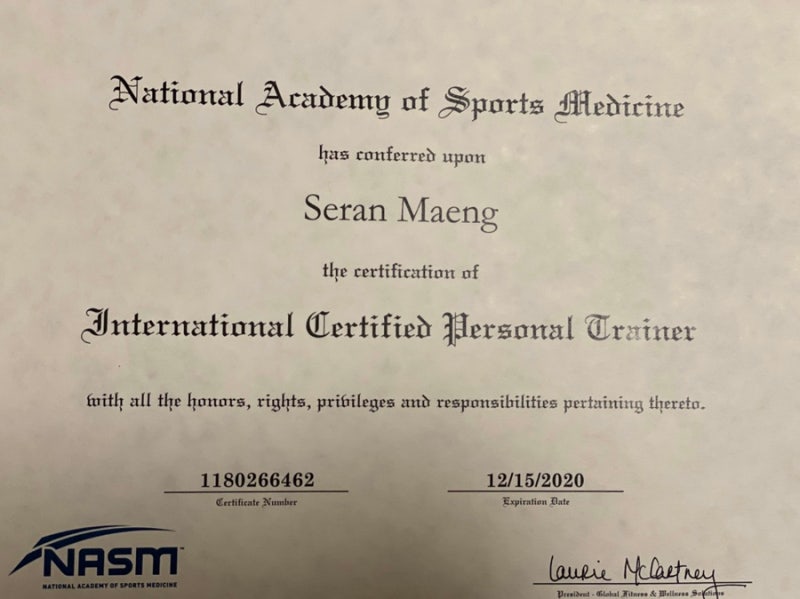 National Academy of Sports Medicine
has conferred upon
Seran Maeng
the certification of
International Certified Personal Trainer
with all the honors, rights, privileges and responsibilities pertaining thereto.
1180266462
Certificate Number
12/15/2020
Expiration Date
NASM
NATIONAL ACADEMY OF SPORTS MEDICINE
Laurie McCartney
President - Global Fitness & Wellness Solutions